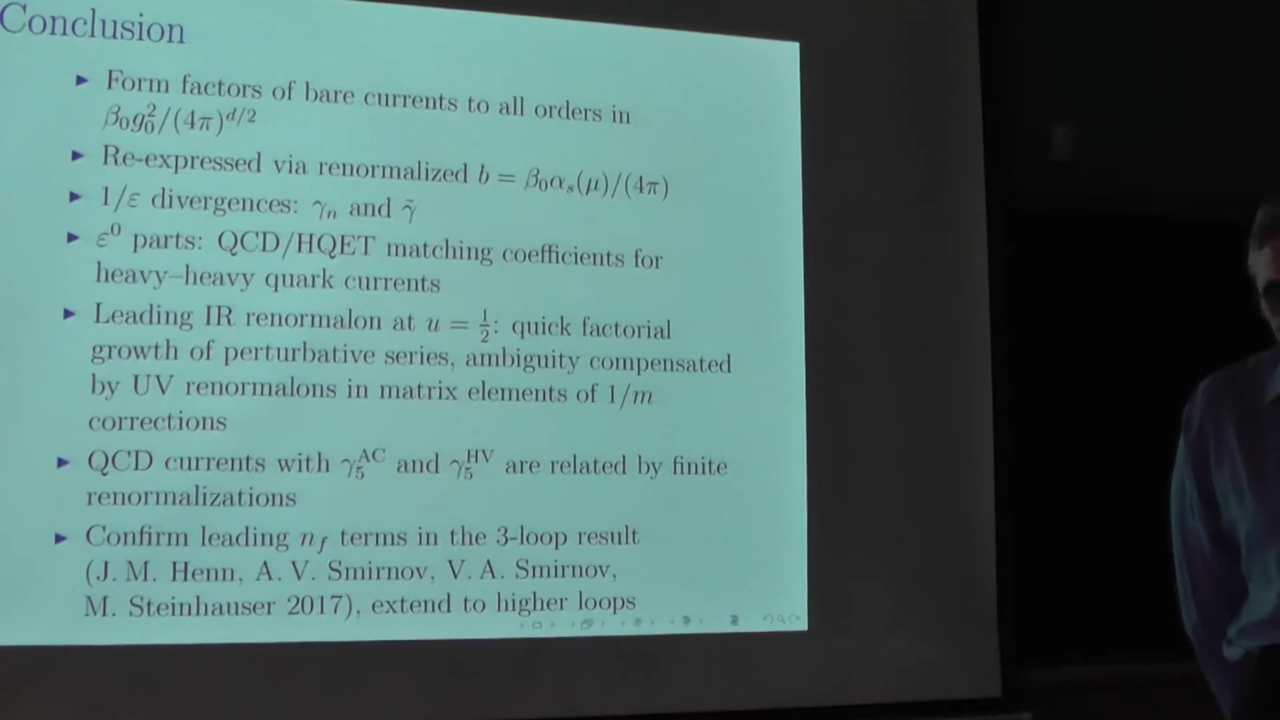 Conclusion
▶ Form factors of bare currents to all orders in
β₀g₀²/(4π)^{d/2}
▶ Re-expressed via renormalized b = β₀αₛ(μ)/(4π)
▶ 1/ε divergences: γₙ and γ̃
▶ ε⁰ parts: QCD/HQET matching coefficients for
heavy–heavy quark currents
▶ Leading IR renormalon at u = 1/2: quick factorial
growth of perturbative series, ambiguity compensated
by UV renormalons in matrix elements of 1/m
corrections
▶ QCD currents with γ₅^{AC} and γ₅^{HV} are related by finite
renormalizations
▶ Confirm leading n_f terms in the 3-loop result
(J. M. Henn, A. V. Smirnov, V. A. Smirnov,
M. Steinhauser 2017), extend to higher loops